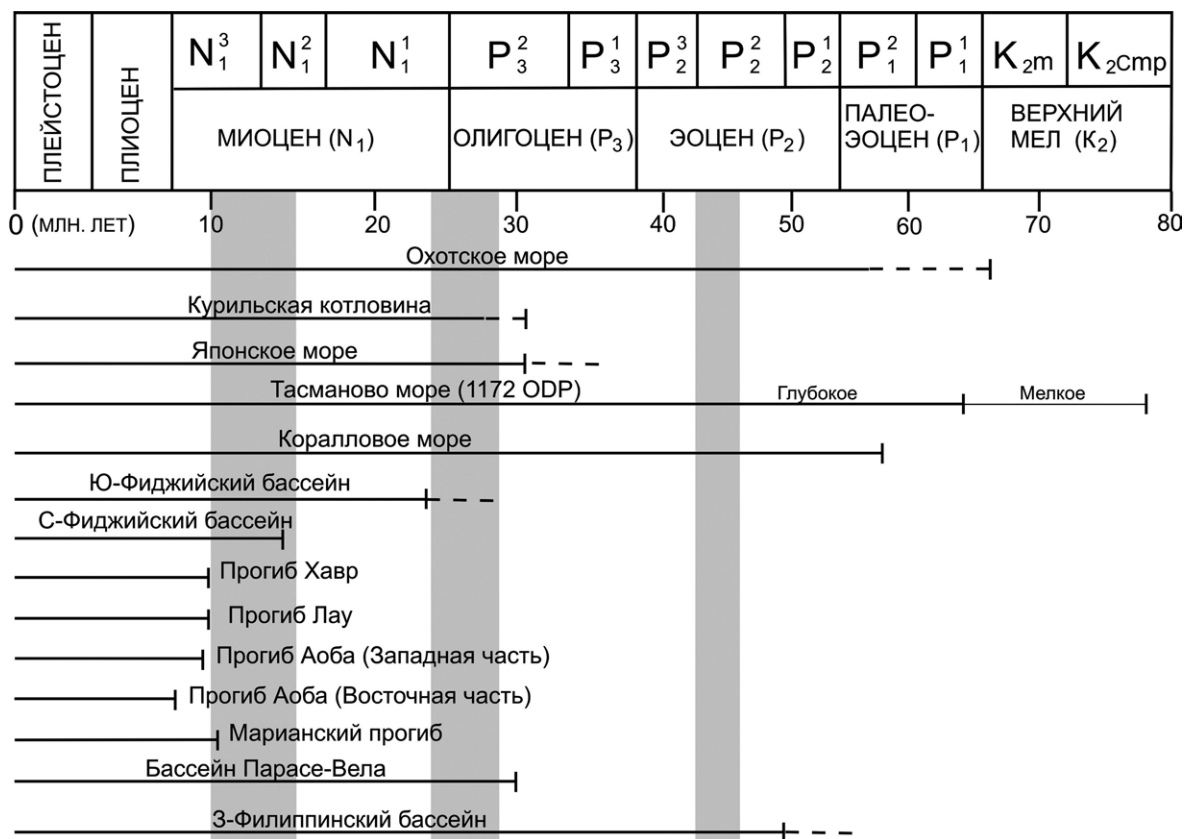 ПЛЕЙСТОЦЕН
ПЛИОЦЕН
N₁³ N₁² N₁¹ P₃² P₃¹ P₂³ P₂² P₂¹ P₁² P₁¹ K₂m K₂Cmp
МИОЦЕН (N₁) ОЛИГОЦЕН (P₃) ЭОЦЕН (P₂) ПАЛЕО- ВЕРХНИЙ
ЭОЦЕН (P₁) МЕЛ (K₂)
0 (МЛН. ЛЕТ) 10 20 30 40 50 60 70 80
Охотское море
Курильская котловина
Японское море
Тасманово море (1172 ODP) Глубокое Мелкое
Коралловое море
Ю-Фиджийский бассейн
С-Фиджийский бассейн
Прогиб Хавр
Прогиб Лау
Прогиб Аоба (Западная часть)
Прогиб Аоба (Восточная часть)
Марианский прогиб
Бассейн Парасе-Вела
З-Филиппинский бассейн